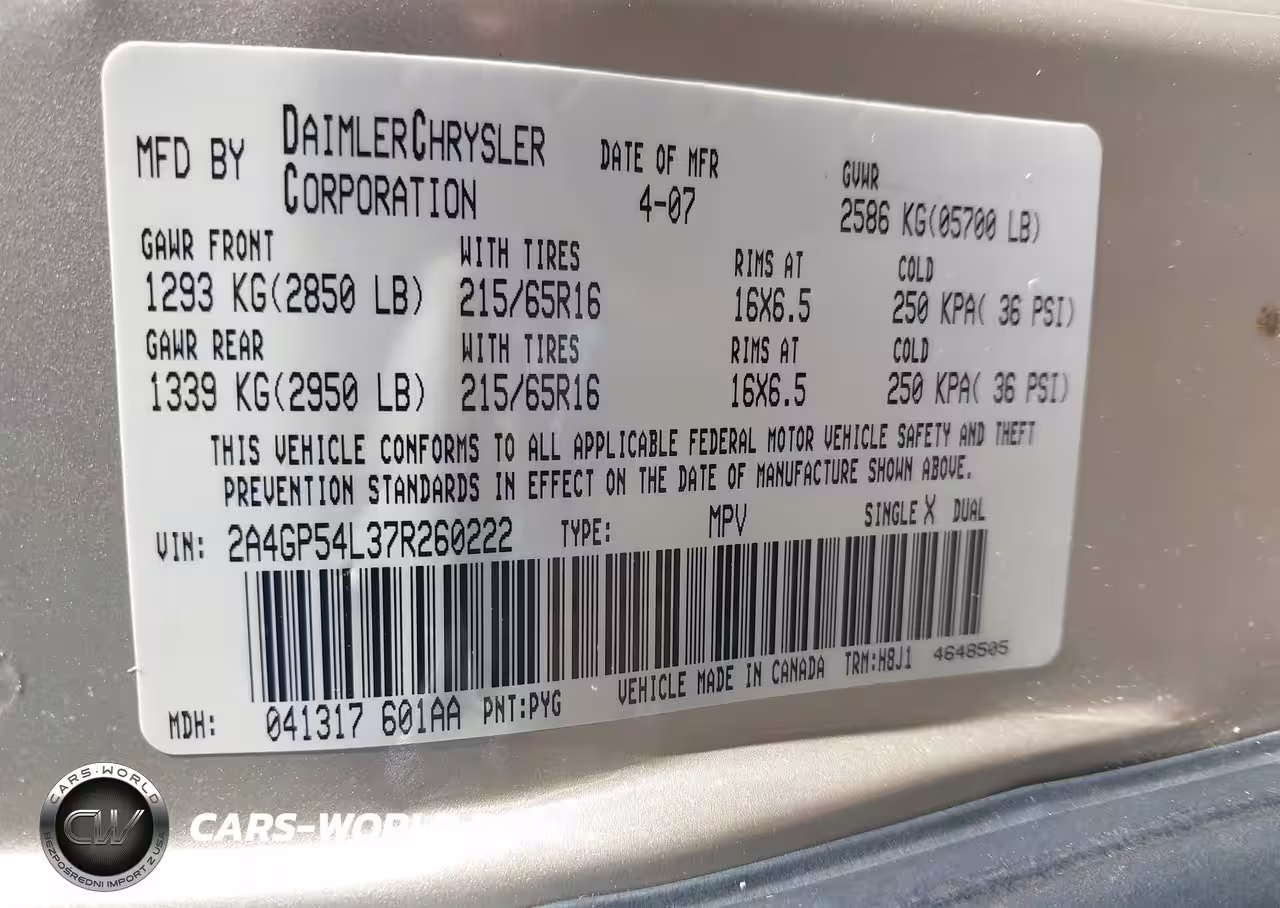 MFD BY DAIMLERCHRYSLER CORPORATION
DATE OF MFR 4-07
GVWR 2586 KG(05700 LB)
GAWR FRONT WITH TIRES RIMS AT COLD
1293 KG(2850 LB) 215/65R16 16X6.5 250 KPA( 36 PSI)
GAWR REAR WITH TIRES RIMS AT COLD
1339 KG(2950 LB) 215/65R16 16X6.5 250 KPA( 36 PSI)
THIS VEHICLE CONFORMS TO ALL APPLICABLE FEDERAL MOTOR VEHICLE SAFETY AND THEFT
PREVENTION STANDARDS IN EFFECT ON THE DATE OF MANUFACTURE SHOWN ABOVE.
VIN: 2A4GP54L37R260222 TYPE: MPV SINGLE X DUAL
MDH: 041317 601AA PNT:PYG VEHICLE MADE IN CANADA TRM:H8J1 4648505
CARS-WORLD
CW
BEZPOŚREDNI IMPORT Z USA
CARS-WORLD